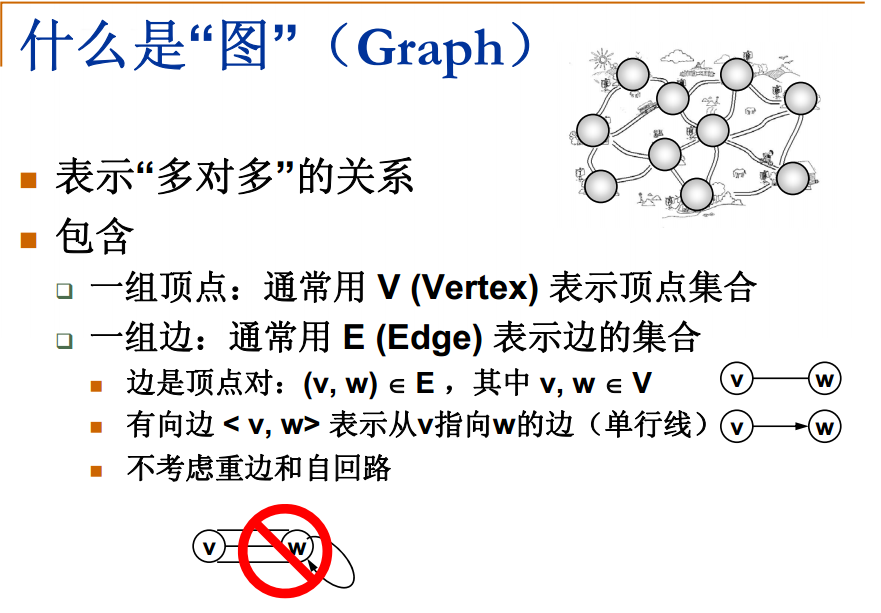 什么是“图”（Graph）
表示“多对多”的关系
包含
一组顶点：通常用 V (Vertex) 表示顶点集合
一组边：通常用 E (Edge) 表示边的集合
边是顶点对：(v, w) ∈ E ，其中 v, w ∈ V
v w
有向边 < v, w> 表示从v指向w的边（单行线）
v w
不考虑重边和自回路
v w